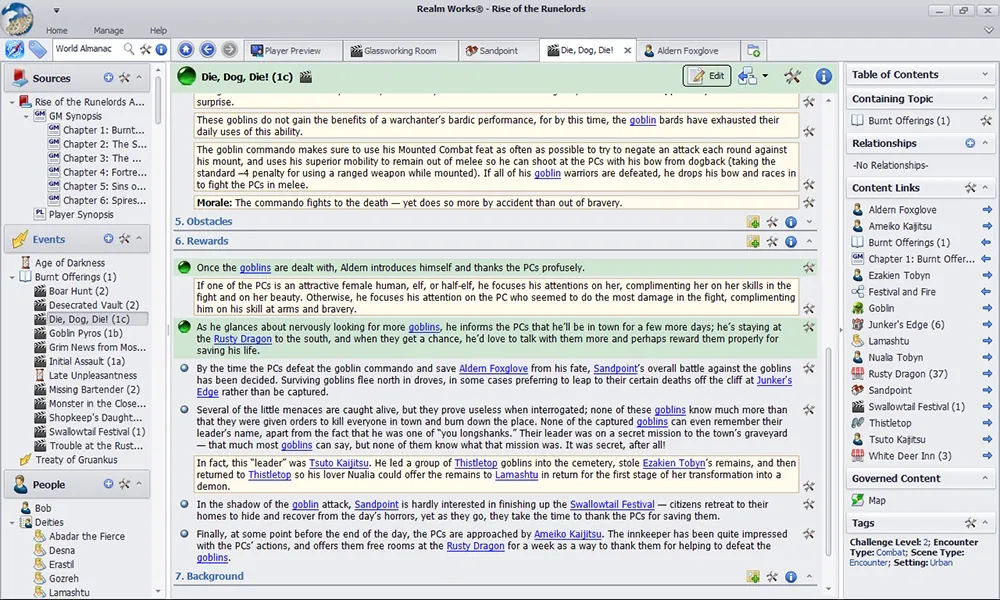 Realm Works® - Rise of the Runelords
Home
Manage
Help
World Almanac
Player Preview
Glassworking Room
Sandpoint
Die, Dog, Die!
Aldern Foxglove
Sources
Rise of the Runelords A...
GM Synopsis
Chapter 1: Burnt...
Chapter 2: The S...
Chapter 3: The ...
Chapter 4: Fortre...
Chapter 5: Sins o...
Chapter 6: Spires...
Player Synopsis
Events
Age of Darkness
Burnt Offerings (1)
Boar Hunt (2)
Desecrated Vault (2)
Die, Dog, Die! (1c)
Goblin Pyros (1b)
Grim News from Mos...
Initial Assault (1a)
Late Unpleasantness
Missing Bartender (2)
Monster in the Close...
Shopkeep's Daught...
Swallowtail Festival (1)
Trouble at the Rust...
Treaty of Gruankus
People
Bob
Deities
Abadar the Fierce
Desna
Erastil
Gozreh
Lamashtu
Die, Dog, Die! (1c)
Edit
surprise.
These goblins do not gain the benefits of a warchanter's bardic performance, for by this time, the goblin bards have exhausted their
daily uses of this ability.
The goblin commando makes sure to use his Mounted Combat feat as often as possible to try to negate an attack each round against
his mount, and uses his superior mobility to remain out of melee so he can shoot at the PCs with his bow from dogback (taking the
standard –4 penalty for using a ranged weapon while mounted). If all of his goblin warriors are defeated, he drops his bow and races in
to fight the PCs in melee.
Morale: The commando fights to the death — yet does so more by accident than out of bravery.
5. Obstacles
6. Rewards
Once the goblins are dealt with, Aldern introduces himself and thanks the PCs profusely.
If one of the PCs is an attractive female human, elf, or half-elf, he focuses his attentions on her, complimenting her on her skills in the
fight and on her beauty. Otherwise, he focuses his attention on the PC who seemed to do the most damage in the fight, complimenting
him on his skill at arms and bravery.
As he glances about nervously looking for more goblins, he informs the PCs that he'll be in town for a few more days; he's staying at
the Rusty Dragon to the south, and when they get a chance, he'd love to talk with them more and perhaps reward them properly for
saving his life.
By the time the PCs defeat the goblin commando and save Aldern Foxglove from his fate, Sandpoint's overall battle against the goblins
has been decided. Surviving goblins flee north in droves, in some cases preferring to leap to their certain deaths off the cliff at Junker's
Edge rather than be captured.
Several of the little menaces are caught alive, but they prove useless when interrogated; none of these goblins know much more than
that they were given orders to kill everyone in town and burn down the place. None of the captured goblins can even remember their
leader's name, apart from the fact that he was one of "you longshanks." Their leader was on a secret mission to the town's graveyard
— that much most goblins can say, but none of them know what that mission was. It was secret, after all!
In fact, this "leader" was Tsuto Kaijitsu. He led a group of Thistletop goblins into the cemetery, stole Ezakien Tobyn's remains, and then
returned to Thistletop so his lover Nualia could offer the remains to Lamashtu in return for the first stage of her transformation into a
demon.
In the shadow of the goblin attack, Sandpoint is hardly interested in finishing up the Swallowtail Festival — citizens retreat to their
homes to hide and recover from the day's horrors, yet as they go, they take the time to thank the PCs for saving them.
Finally, at some point before the end of the day, the PCs are approached by Ameiko Kaijitsu. The innkeeper has been quite impressed
with the PCs' actions, and offers them free rooms at the Rusty Dragon for a week as a way to thank them for helping to defeat the
goblins.
7. Background
Table of Contents
Containing Topic
Burnt Offerings (1)
Relationships
-No Relationships-
Content Links
Aldern Foxglove
Ameiko Kaijitsu
Burnt Offerings (1)
Chapter 1: Burnt Offer...
Ezakien Tobyn
Festival and Fire
Goblin
Junker's Edge (6)
Lamashtu
Nualia Tobyn
Rusty Dragon (37)
Sandpoint
Swallowtail Festival (1)
Thistletop
Tsuto Kaijitsu
White Deer Inn (3)
Governed Content
Map
Tags
Challenge Level: 2; Encounter
Type: Combat; Scene Type:
Encounter; Setting: Urban